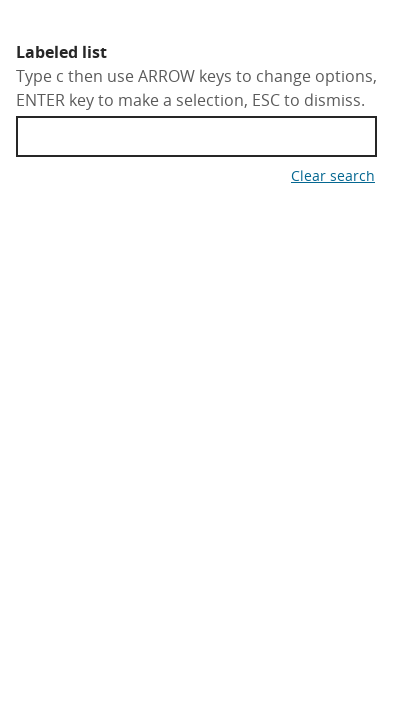 Labeled list
Type c then use ARROW keys to change options,
ENTER key to make a selection, ESC to dismiss.
Clear search